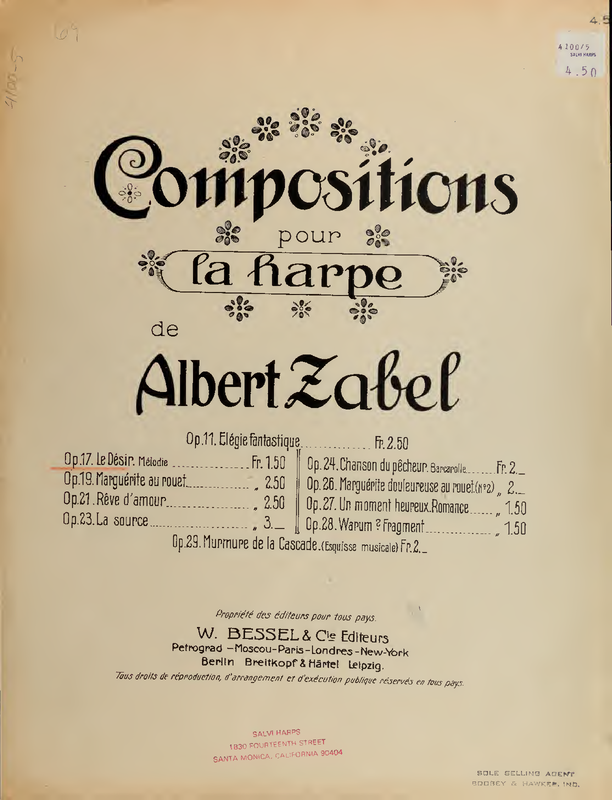 69
4100-5
4.5
4100/5
SALVI HARPS
4.50
Compositions
pour
la harpe
de
Albert Zabel
Op.11. Elégie fantastique............. Fr. 2.50
Op.17. Le Désir. Mélodie ............... Fr. 1.50
Op.19. Marguérite au rouet............. „ 2.50
Op.21. Rêve d'amour................. „ 2.50
Op.23. La source..................... „ 3._
Op.24. Chanson du pêcheur. Barcarolle...... Fr. 2._
Op.26. Marguérite douleureuse au rouet.(No2) „ 2._
Op.27. Un moment heureux. Romance..... „ 1.50
Op.28. Warum? Fragment.............. „ 1.50
Op.29. Murmure de la Cascade. (Esquisse musicale) Fr. 2._
Propriété des éditeurs pour tous pays.
W. BESSEL & Cie Editeurs
Petrograd – Moscou – Paris – Londres – New-York
Berlin Breitkopf & Härtel Leipzig.
Tous droits de réproduction, d'arrangement et d'exécution publique réservés en tous pays.
SALVI HARPS
1830 FOURTEENTH STREET
SANTA MONICA, CALIFORNIA 90404
SOLE SELLING AGENT